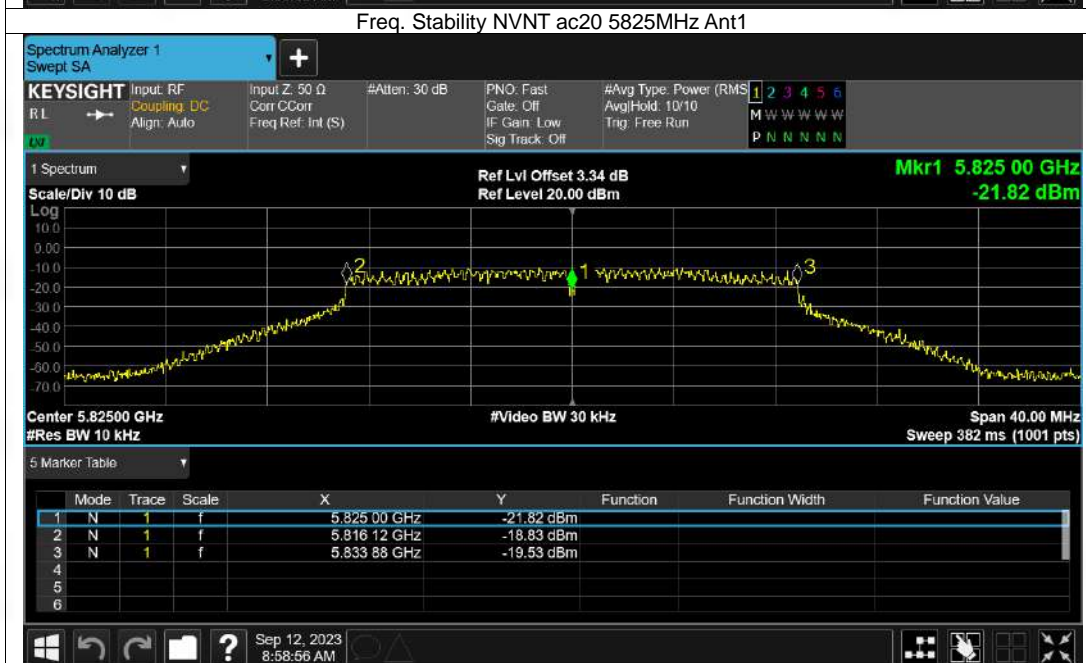 Freq. Stability NVNT ac20 5825MHz Ant1
Spectrum Analyzer 1
Swept SA
+
KEYSIGHT Input: RF Input Z: 50 Ω #Atten: 30 dB PNO: Fast #Avg Type: Power (RMS 1 2 3 4 5 6
RL Coupling: DC Corr CCorr Gate: Off Avg|Hold: 10/10 M W W W W W
Align: Auto Freq Ref: Int (S) IF Gain: Low Trig: Free Run
LXI Sig Track: Off P N N N N N
1 Spectrum Ref Lvl Offset 3.34 dB Mkr1 5.825 00 GHz
Scale/Div 10 dB Ref Level 20.00 dBm -21.82 dBm
Log
10.0
0.00
-10.0 2 1 3
-20.0
-30.0
-40.0
-50.0
-60.0
-70.0
Center 5.82500 GHz #Video BW 30 kHz Span 40.00 MHz
#Res BW 10 kHz Sweep 382 ms (1001 pts)
5 Marker Table
Mode Trace Scale X Y Function Function Width Function Value
1 N 1 f 5.825 00 GHz -21.82 dBm
2 N 1 f 5.816 12 GHz -18.83 dBm
3 N 1 f 5.833 88 GHz -19.53 dBm
4
5
6
? Sep 12, 2023
8:58:56 AM